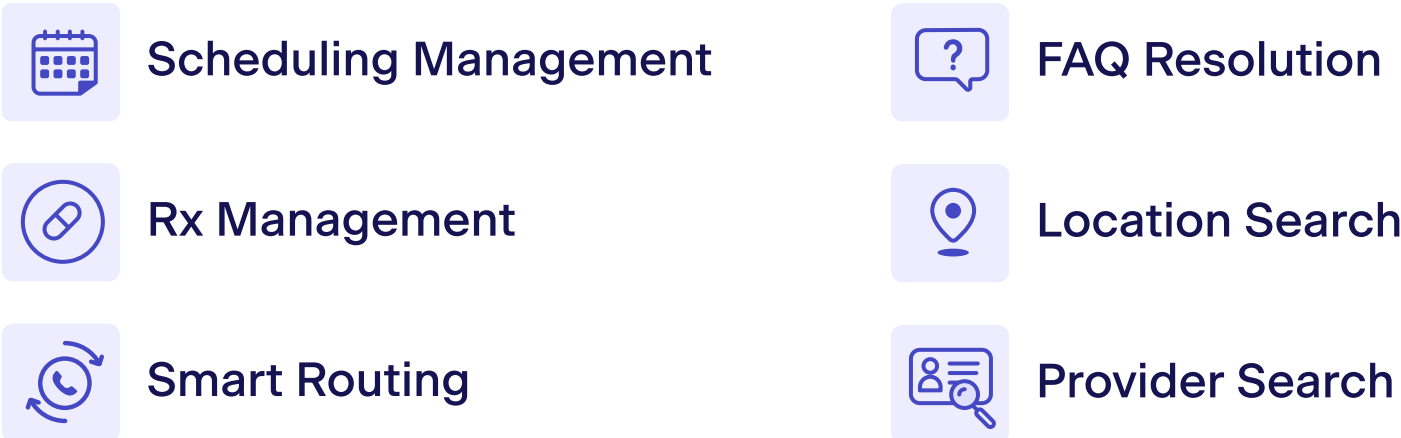 Scheduling Management
FAQ Resolution
Rx Management
Location Search
Smart Routing
Provider Search